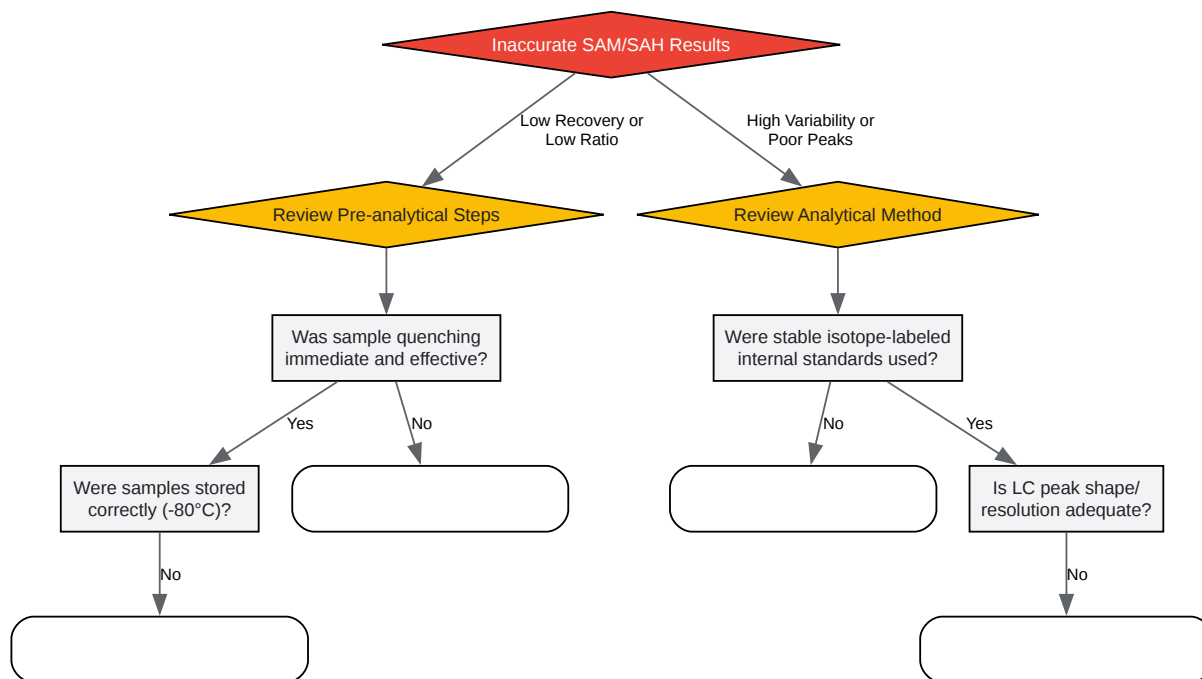 Inaccurate SAM/SAH Results
Low Recovery or
Low Ratio
High Variability or
Poor Peaks
Review Pre-analytical Steps
Review Analytical Method
Was sample quenching
immediate and effective?
Were stable isotope-labeled
internal standards used?
Yes
No
No
Yes
Were samples stored
correctly (-80°C)?
Is LC peak shape/
resolution adequate?
No
No